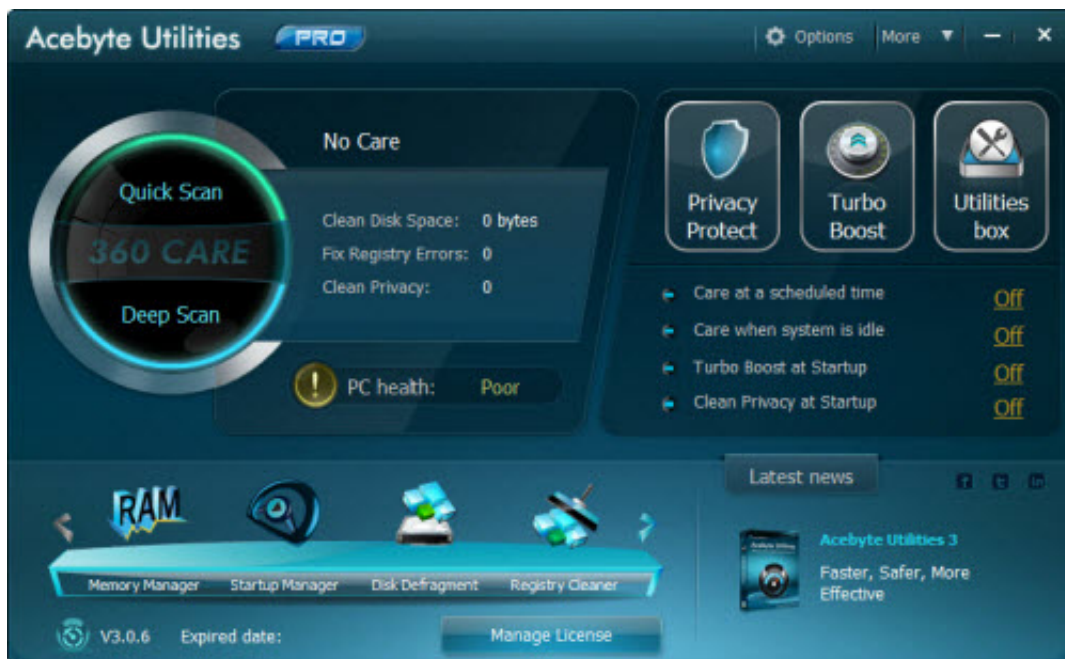 Acebyte Utilities PRO
Options More
No Care
Quick Scan
360 CARE
Deep Scan
Clean Disk Space: 0 bytes
Fix Registry Errors: 0
Clean Privacy: 0
PC health: Poor
Privacy Protect
Turbo Boost
Utilities box
Care at a scheduled time Off
Care when system is idle Off
Turbo Boost at Startup Off
Clean Privacy at Startup Off
RAM
Memory Manager Startup Manager Disk Defragment Registry Cleaner
V3.0.6 Expired date: Manage License
Latest news
f t in
Acebyte Utilities 3
Faster, Safer, More
Effective